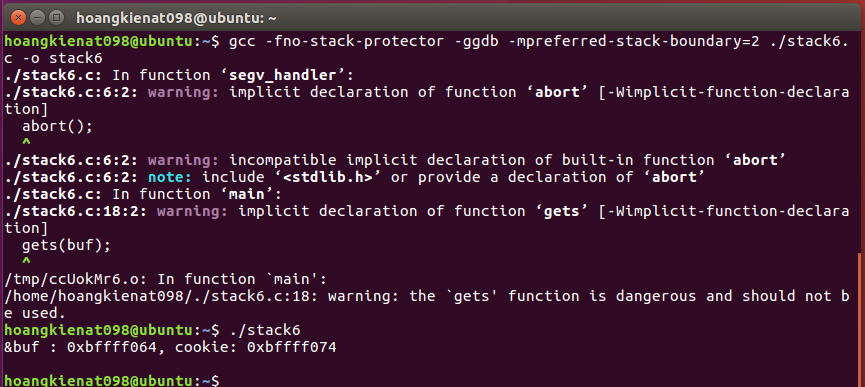 hoangkienat098@ubuntu: ~
hoangkienat098@ubuntu:~$ gcc -fno-stack-protector -ggdb -mpreferred-stack-boundary=2 ./stack6.
c -o stack6
./stack6.c: In function ‘segv_handler’:
./stack6.c:6:2: warning: implicit declaration of function ‘abort’ [-Wimplicit-function-declara
tion]
  abort();
  ^
./stack6.c:6:2: warning: incompatible implicit declaration of built-in function ‘abort’
./stack6.c:6:2: note: include ‘<stdlib.h>’ or provide a declaration of ‘abort’
./stack6.c: In function ‘main’:
./stack6.c:18:2: warning: implicit declaration of function ‘gets’ [-Wimplicit-function-declara
tion]
  gets(buf);
  ^
/tmp/ccUokMr6.o: In function `main':
/home/hoangkienat098/./stack6.c:18: warning: the `gets' function is dangerous and should not b
e used.
hoangkienat098@ubuntu:~$ ./stack6
&buf : 0xbffff064, cookie: 0xbffff074
hoangkienat098@ubuntu:~$